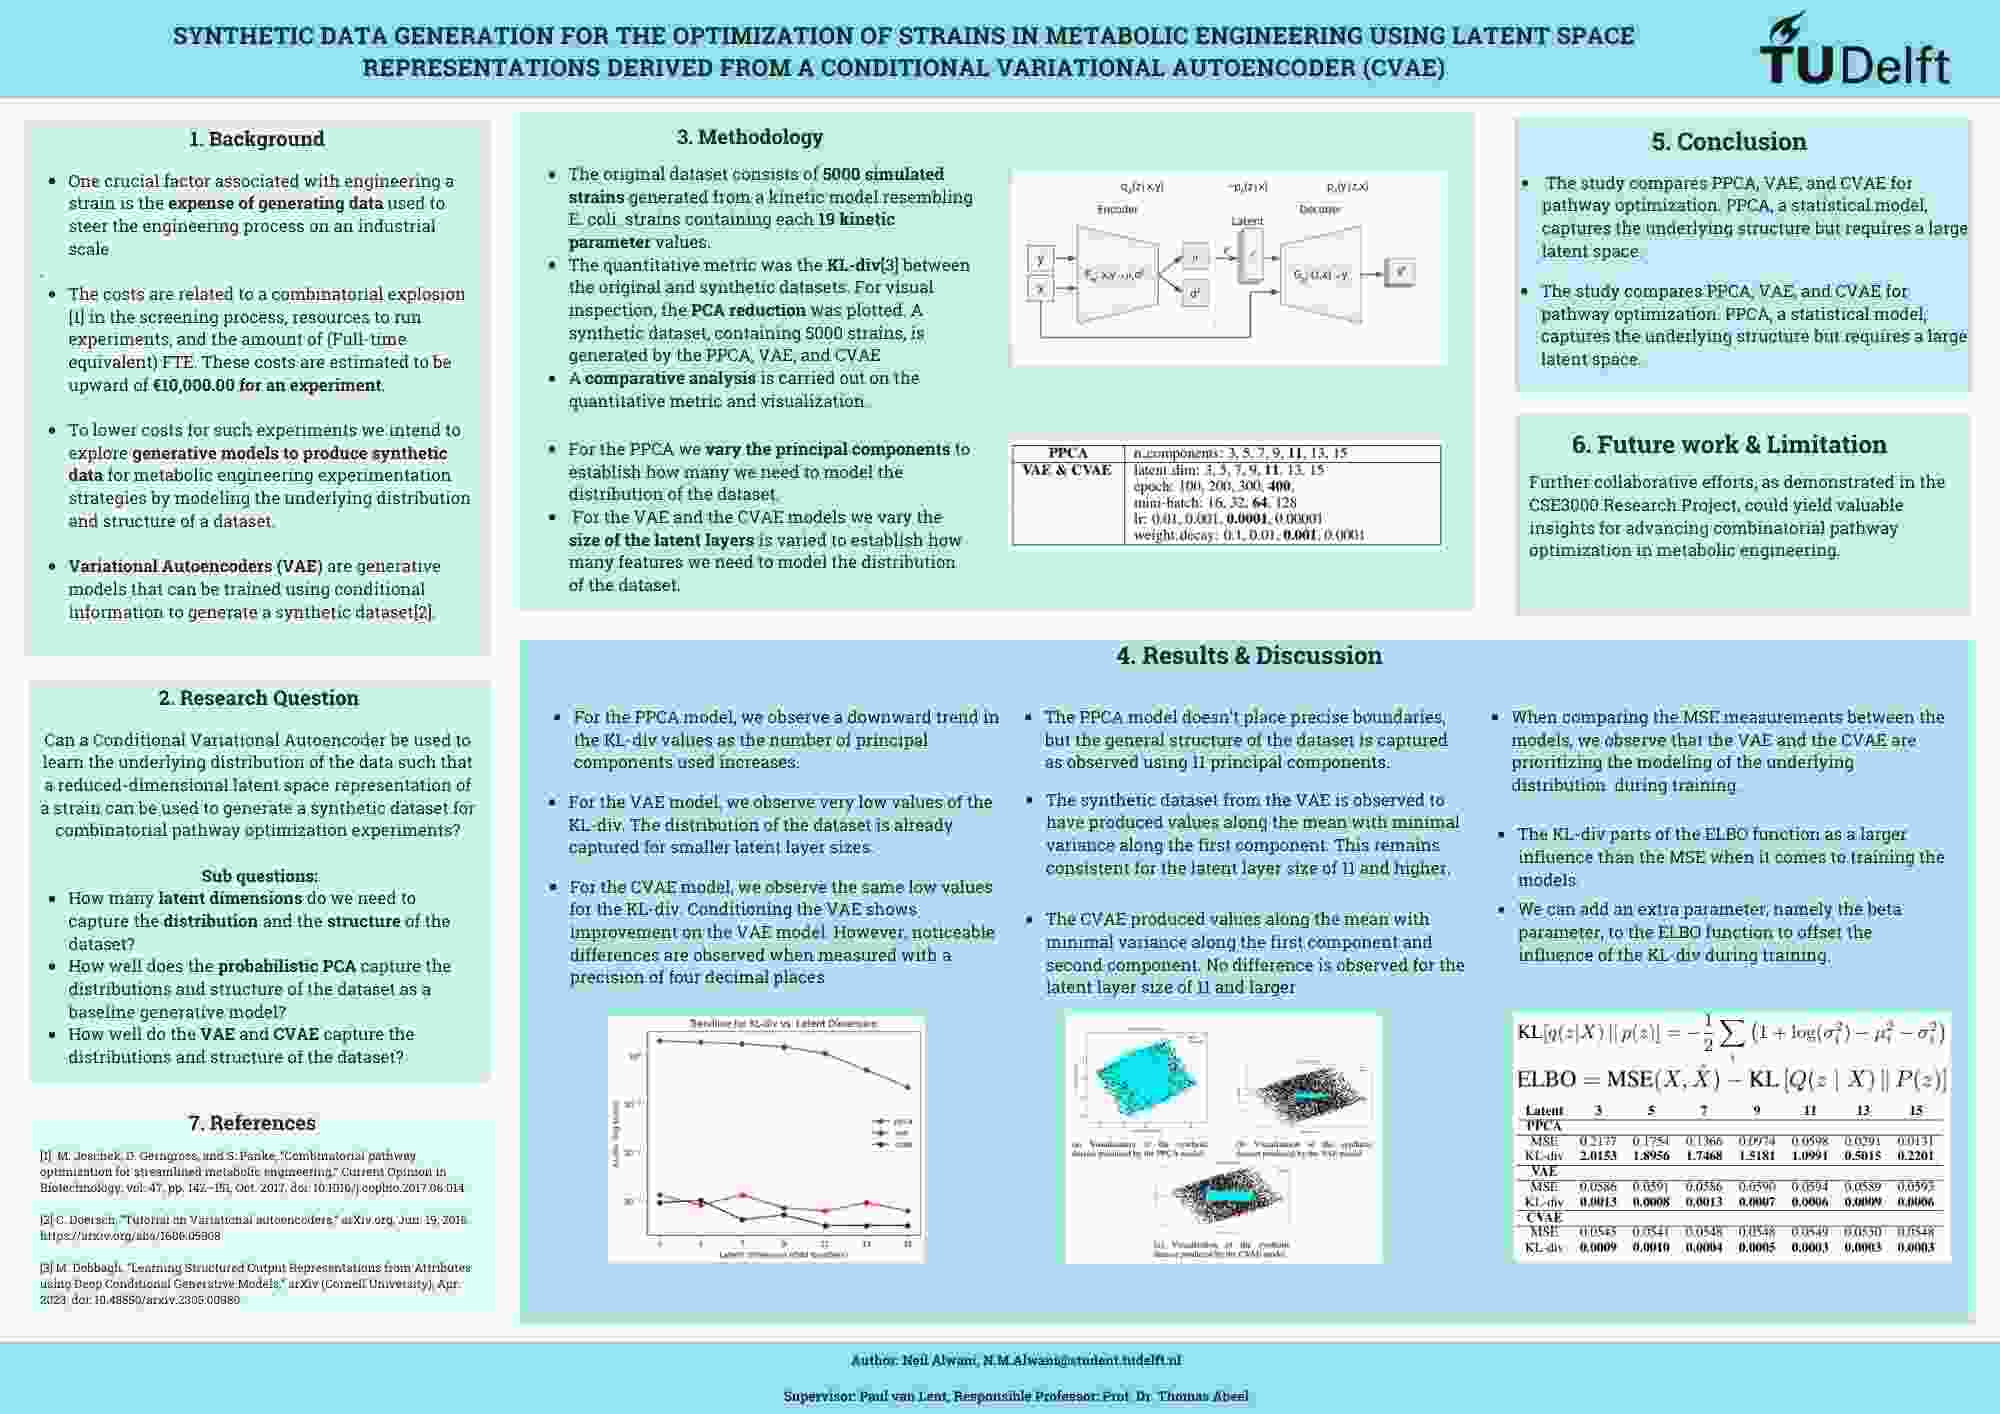 SYNTHETIC DATA GENERATION FOR THE OPTIMIZATION OF STRAINS IN METABOLIC ENGINEERING USING LATENT SPACE
REPRESENTATIONS DERIVED FROM A CONDITIONAL VARIATIONAL AUTOENCODER (CVAE)
TU Delft
1. Background
• One crucial factor associated with engineering a
strain is the expense of generating data used to
steer the engineering process on an industrial
scale
• The costs are related to a combinatorial explosion
[1] in the screening process, resources to run
experiments, and the amount of (Full-time
equivalent) FTE. These costs are estimated to be
upward of €10,000.00 for an experiment.
• To lower costs for such experiments we intend to
explore generative models to produce synthetic
data for metabolic engineering experimentation
strategies by modeling the underlying distribution
and structure of a dataset.
• Variational Autoencoders (VAE) are generative
models that can be trained using conditional
information to generate a synthetic dataset[2].
2. Research Question
Can a Conditional Variational Autoencoder be used to
learn the underlying distribution of the data such that
a reduced-dimensional latent space representation of
a strain can be used to generate a synthetic dataset for
combinatorial pathway optimization experiments?
Sub questions:
• How many latent dimensions do we need to
capture the distribution and the structure of the
dataset?
• How well does the probabilistic PCA capture the
distributions and structure of the dataset as a
baseline generative model?
• How well do the VAE and CVAE capture the
distributions and structure of the dataset?
7. References
[1] M. Jeschek, D. Gerngross, and S. Panke, "Combinatorial pathway
optimization for streamlined metabolic engineering," Current Opinion in
Biotechnology, vol. 47, pp. 142–151, Oct. 2017, doi: 10.1016/j.copbio.2017.06.014
[2] C. Doersch, "Tutorial on Variational autoencoders," arXiv.org, Jun. 19, 2016.
https://arxiv.org/abs/1606.05908
[3] M. Debbagh, "Learning Structured Output Representations from Attributes
using Deep Conditional Generative Models," arXiv (Cornell University), Apr.
2023, doi: 10.48550/arxiv.2305.00980
3. Methodology
• The original dataset consists of 5000 simulated
strains generated from a kinetic model resembling
E. coli strains containing each 19 kinetic
parameter values.
• The quantitative metric was the KL-div[3] between
the original and synthetic datasets. For visual
inspection, the PCA reduction was plotted. A
synthetic dataset, containing 5000 strains, is
generated by the PPCA, VAE, and CVAE
• A comparative analysis is carried out on the
quantitative metric and visualization.
• For the PPCA we vary the principal components to
establish how many we need to model the
distribution of the dataset.
• For the VAE and the CVAE models we vary the
size of the latent layers is varied to establish how
many features we need to model the distribution
of the dataset.
Encoder
Latent
Decoder
y
x
PPCA n_components: 3, 5, 7, 9, 11, 13, 15
VAE & CVAE latent_dim: 3, 5, 7, 9, 11, 13, 15
epoch: 100, 200, 300, 400,
mini-batch: 16, 32, 64, 128
lr: 0.01, 0.001, 0.0001, 0.00001
weight_decay: 0.1, 0.01, 0.001, 0.0001
4. Results & Discussion
• For the PPCA model, we observe a downward trend in
the KL-div values as the number of principal
components used increases.
• For the VAE model, we observe very low values of the
KL-div. The distribution of the dataset is already
captured for smaller latent layer sizes.
• For the CVAE model, we observe the same low values
for the KL-div. Conditioning the VAE shows
improvement on the VAE model. However, noticeable
differences are observed when measured with a
precision of four decimal places
Trendline for KL-div vs. Latent Dimension
• The PPCA model doesn't place precise boundaries,
but the general structure of the dataset is captured
as observed using 11 principal components.
• The synthetic dataset from the VAE is observed to
have produced values along the mean with minimal
variance along the first component. This remains
consistent for the latent layer size of 11 and higher.
• The CVAE produced values along the mean with
minimal variance along the first component and
second component. No difference is observed for the
latent layer size of 11 and larger
(a) Visualization of the synthetic
dataset produced by the PPCA model
(b) Visualization of the synthetic
dataset produced by the VAE model
(c) Visualization of the synthetic
dataset produced by the CVAE model
• When comparing the MSE measurements between the
models, we observe that the VAE and the CVAE are
prioritizing the modeling of the underlying
distribution during training.
• The KL-div parts of the ELBO function as a larger
influence than the MSE when it comes to training the
models.
• We can add an extra parameter, namely the beta
parameter, to the ELBO function to offset the
influence of the KL-div during training.
KL[q(z|X) || p(z)] = −1/2 ∑ᵢ (1 + log(σᵢ²) − μᵢ² − σᵢ²)
ELBO = MSE(X, X̂) − KL [Q(z | X) || P(z)]
Latent 3 5 7 9 11 13 15
PPCA
MSE 0.2177 0.1754 0.1366 0.0974 0.0598 0.0291 0.0131
KL-div 2.0153 1.8956 1.7468 1.5181 1.0991 0.5015 0.2201
VAE
MSE 0.0586 0.0591 0.0586 0.0590 0.0594 0.0589 0.0593
KL-div 0.0013 0.0008 0.0013 0.0007 0.0006 0.0009 0.0006
CVAE
MSE 0.0545 0.0541 0.0548 0.0548 0.0549 0.0550 0.0548
KL-div 0.0009 0.0010 0.0004 0.0005 0.0003 0.0003 0.0003
5. Conclusion
• The study compares PPCA, VAE, and CVAE for
pathway optimization. PPCA, a statistical model,
captures the underlying structure but requires a large
latent space.
• The study compares PPCA, VAE, and CVAE for
pathway optimization. PPCA, a statistical model,
captures the underlying structure but requires a large
latent space.
6. Future work & Limitation
Further collaborative efforts, as demonstrated in the
CSE3000 Research Project, could yield valuable
insights for advancing combinatorial pathway
optimization in metabolic engineering.
Author: Neil Alwani, N.M.Alwani@student.tudelft.nl
Supervisor: Paul van Lent, Responsible Professor: Prof. Dr. Thomas Abeel